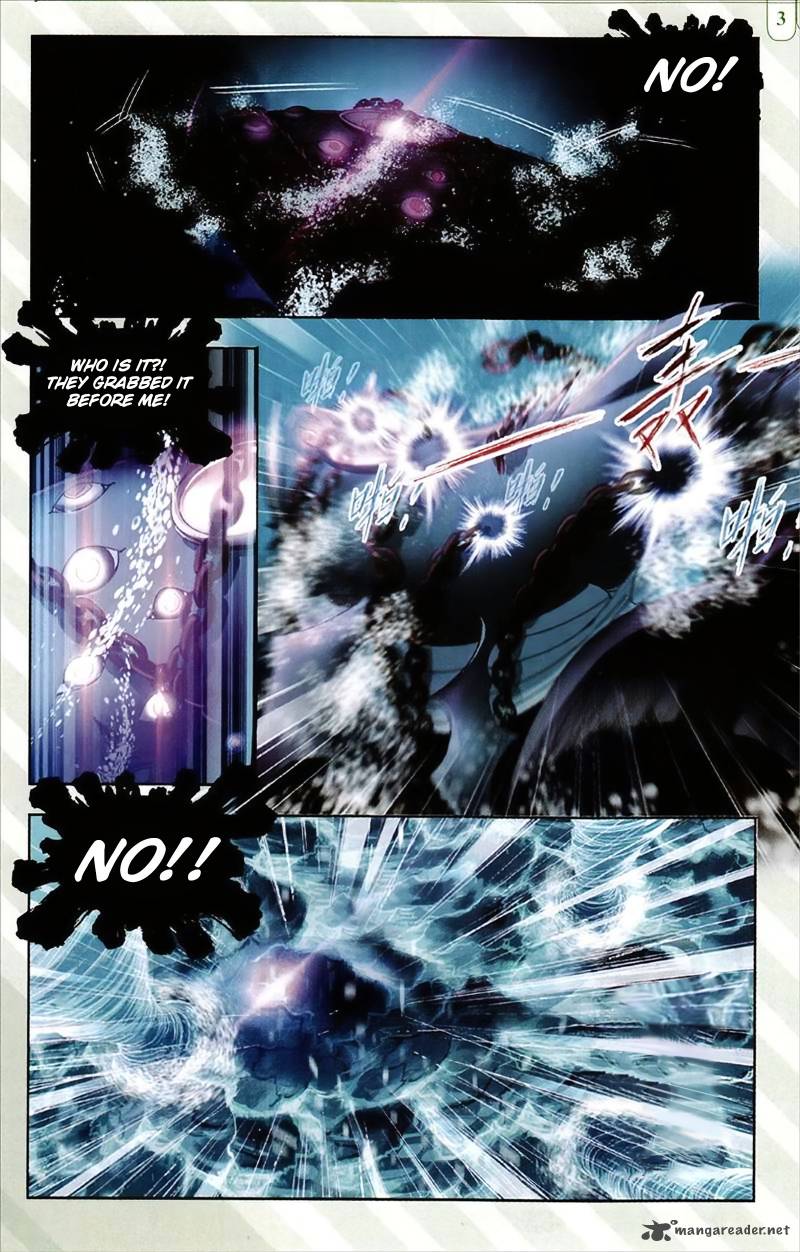 3
NO!
WHO IS IT?!
THEY GRABBED IT
BEFORE ME!
啪!
啪!
啪!
轰
啪!
NO!!
mangareader.net